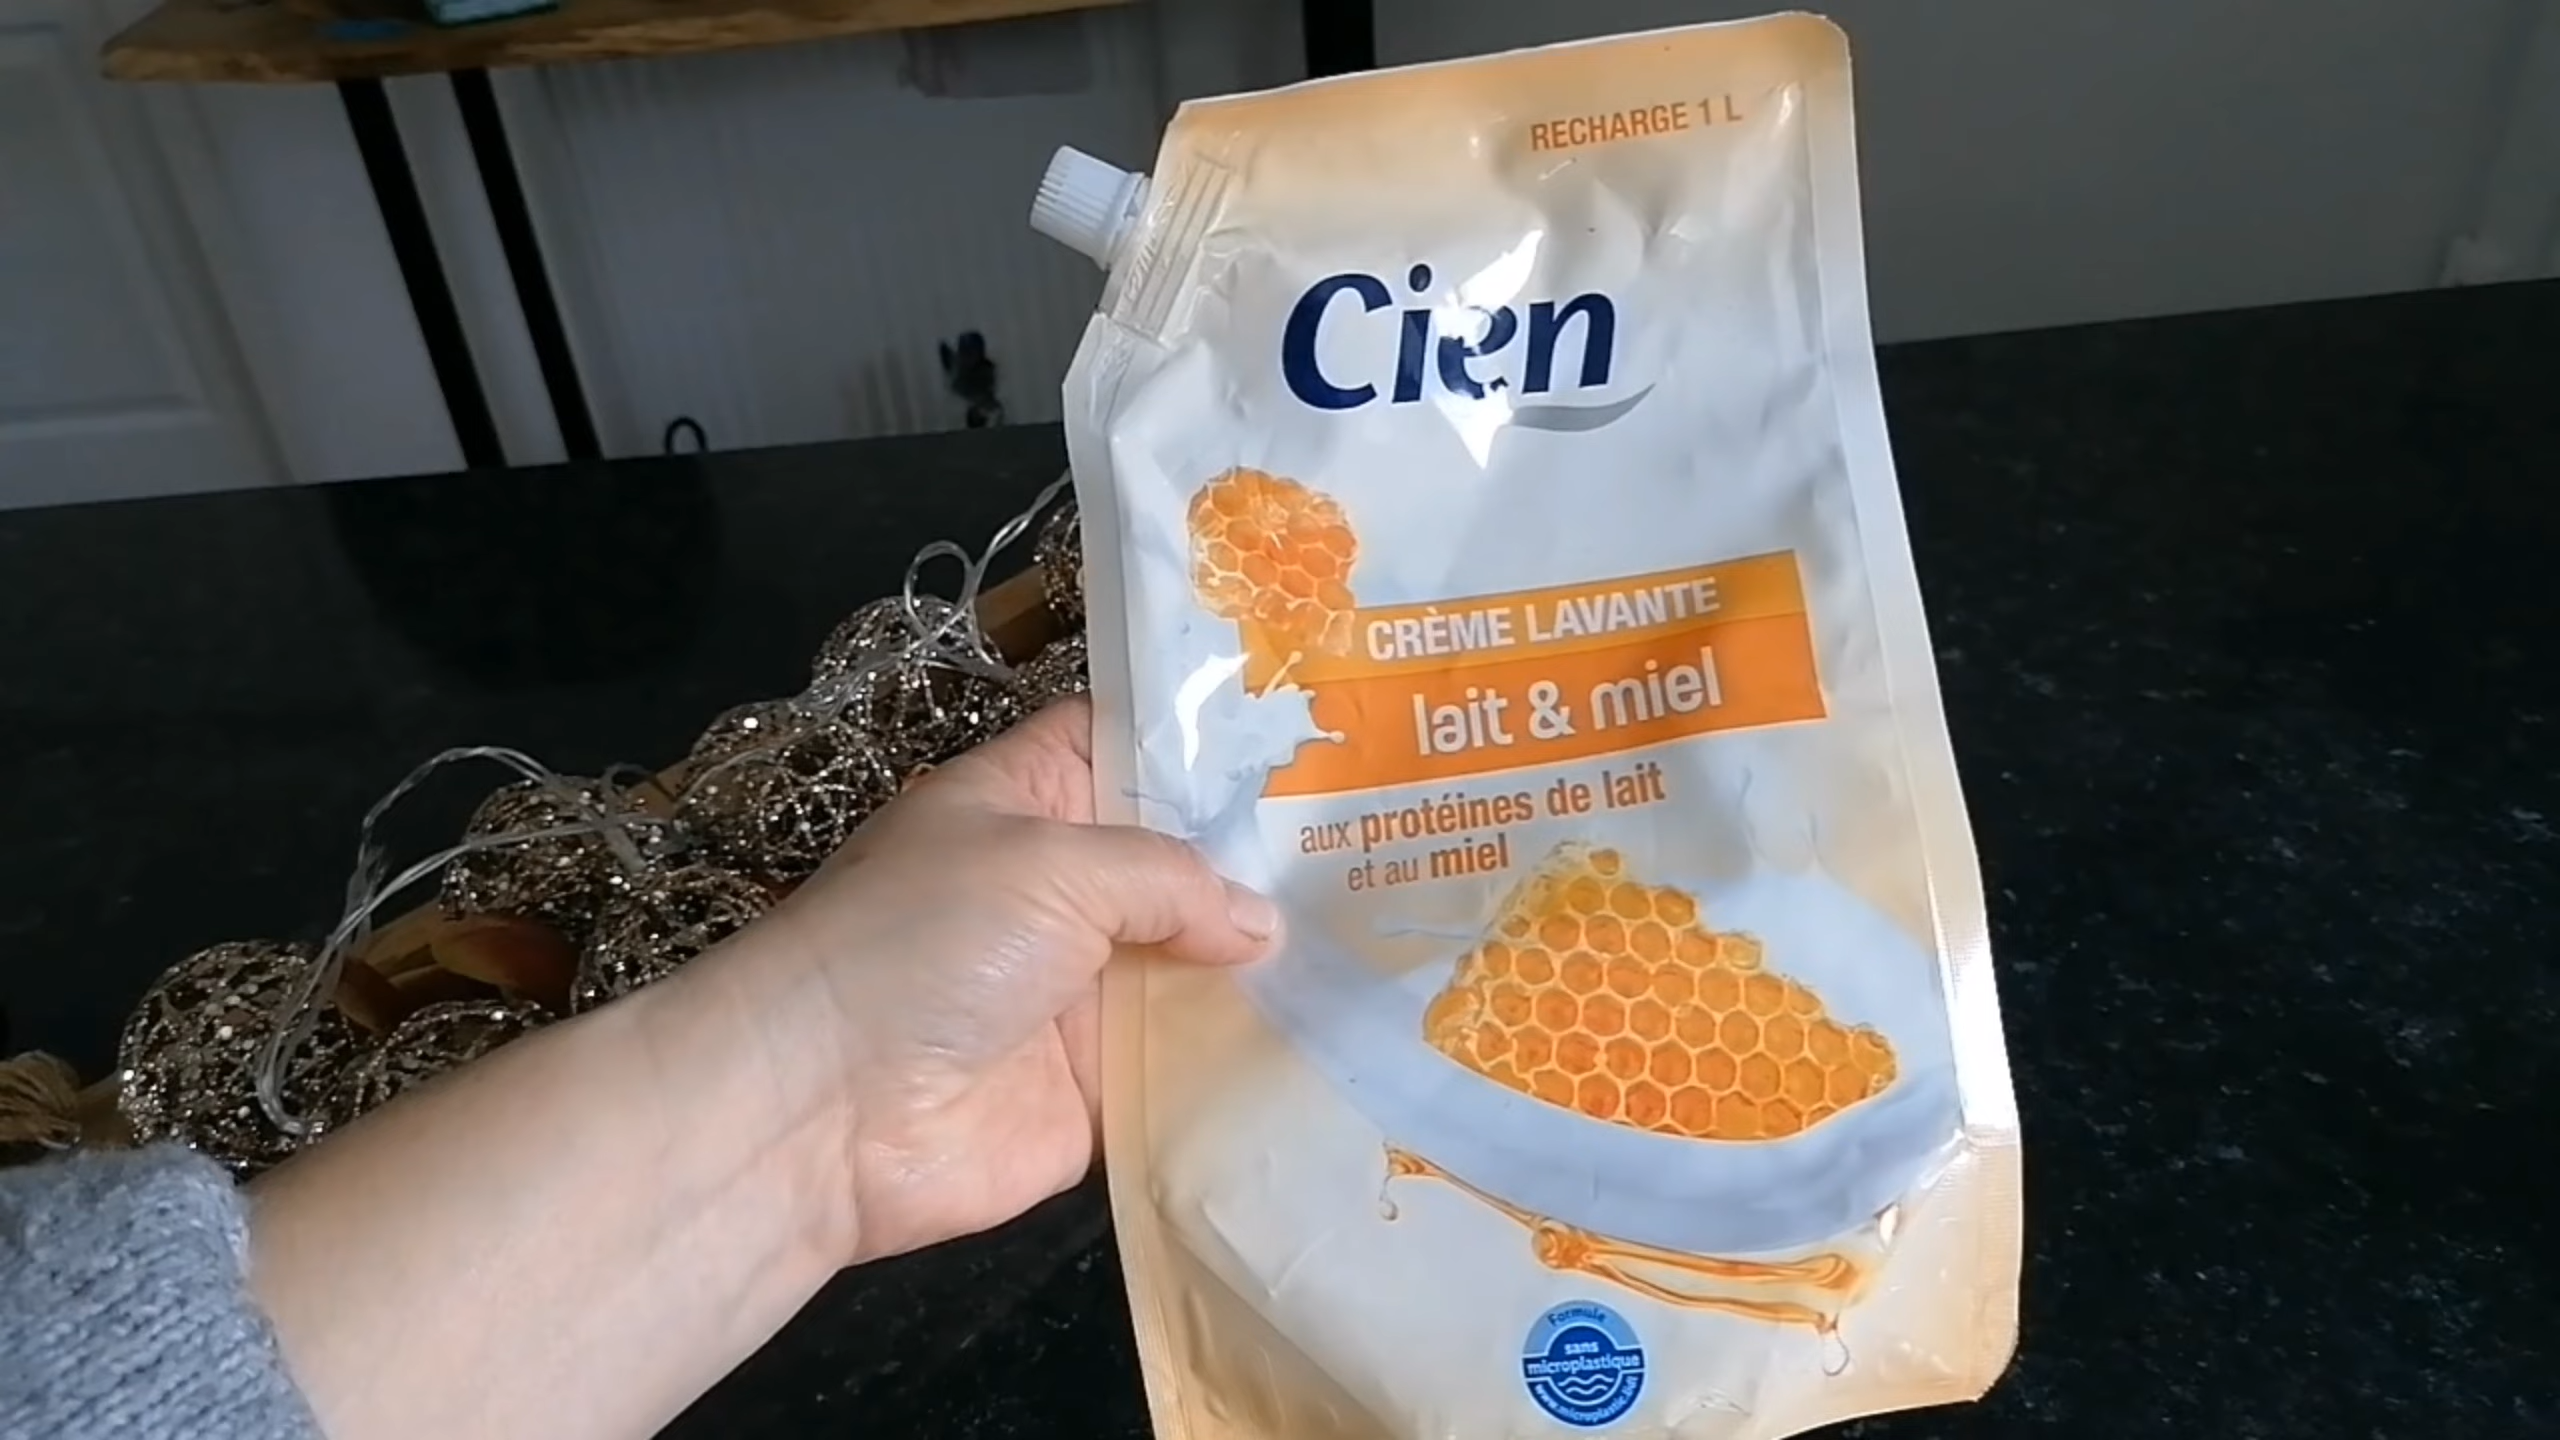 RECHARGE 1 L
Cien
CRÈME LAVANTE
lait & miel
aux protéines de lait
et au miel
Formule
sans
microplastique